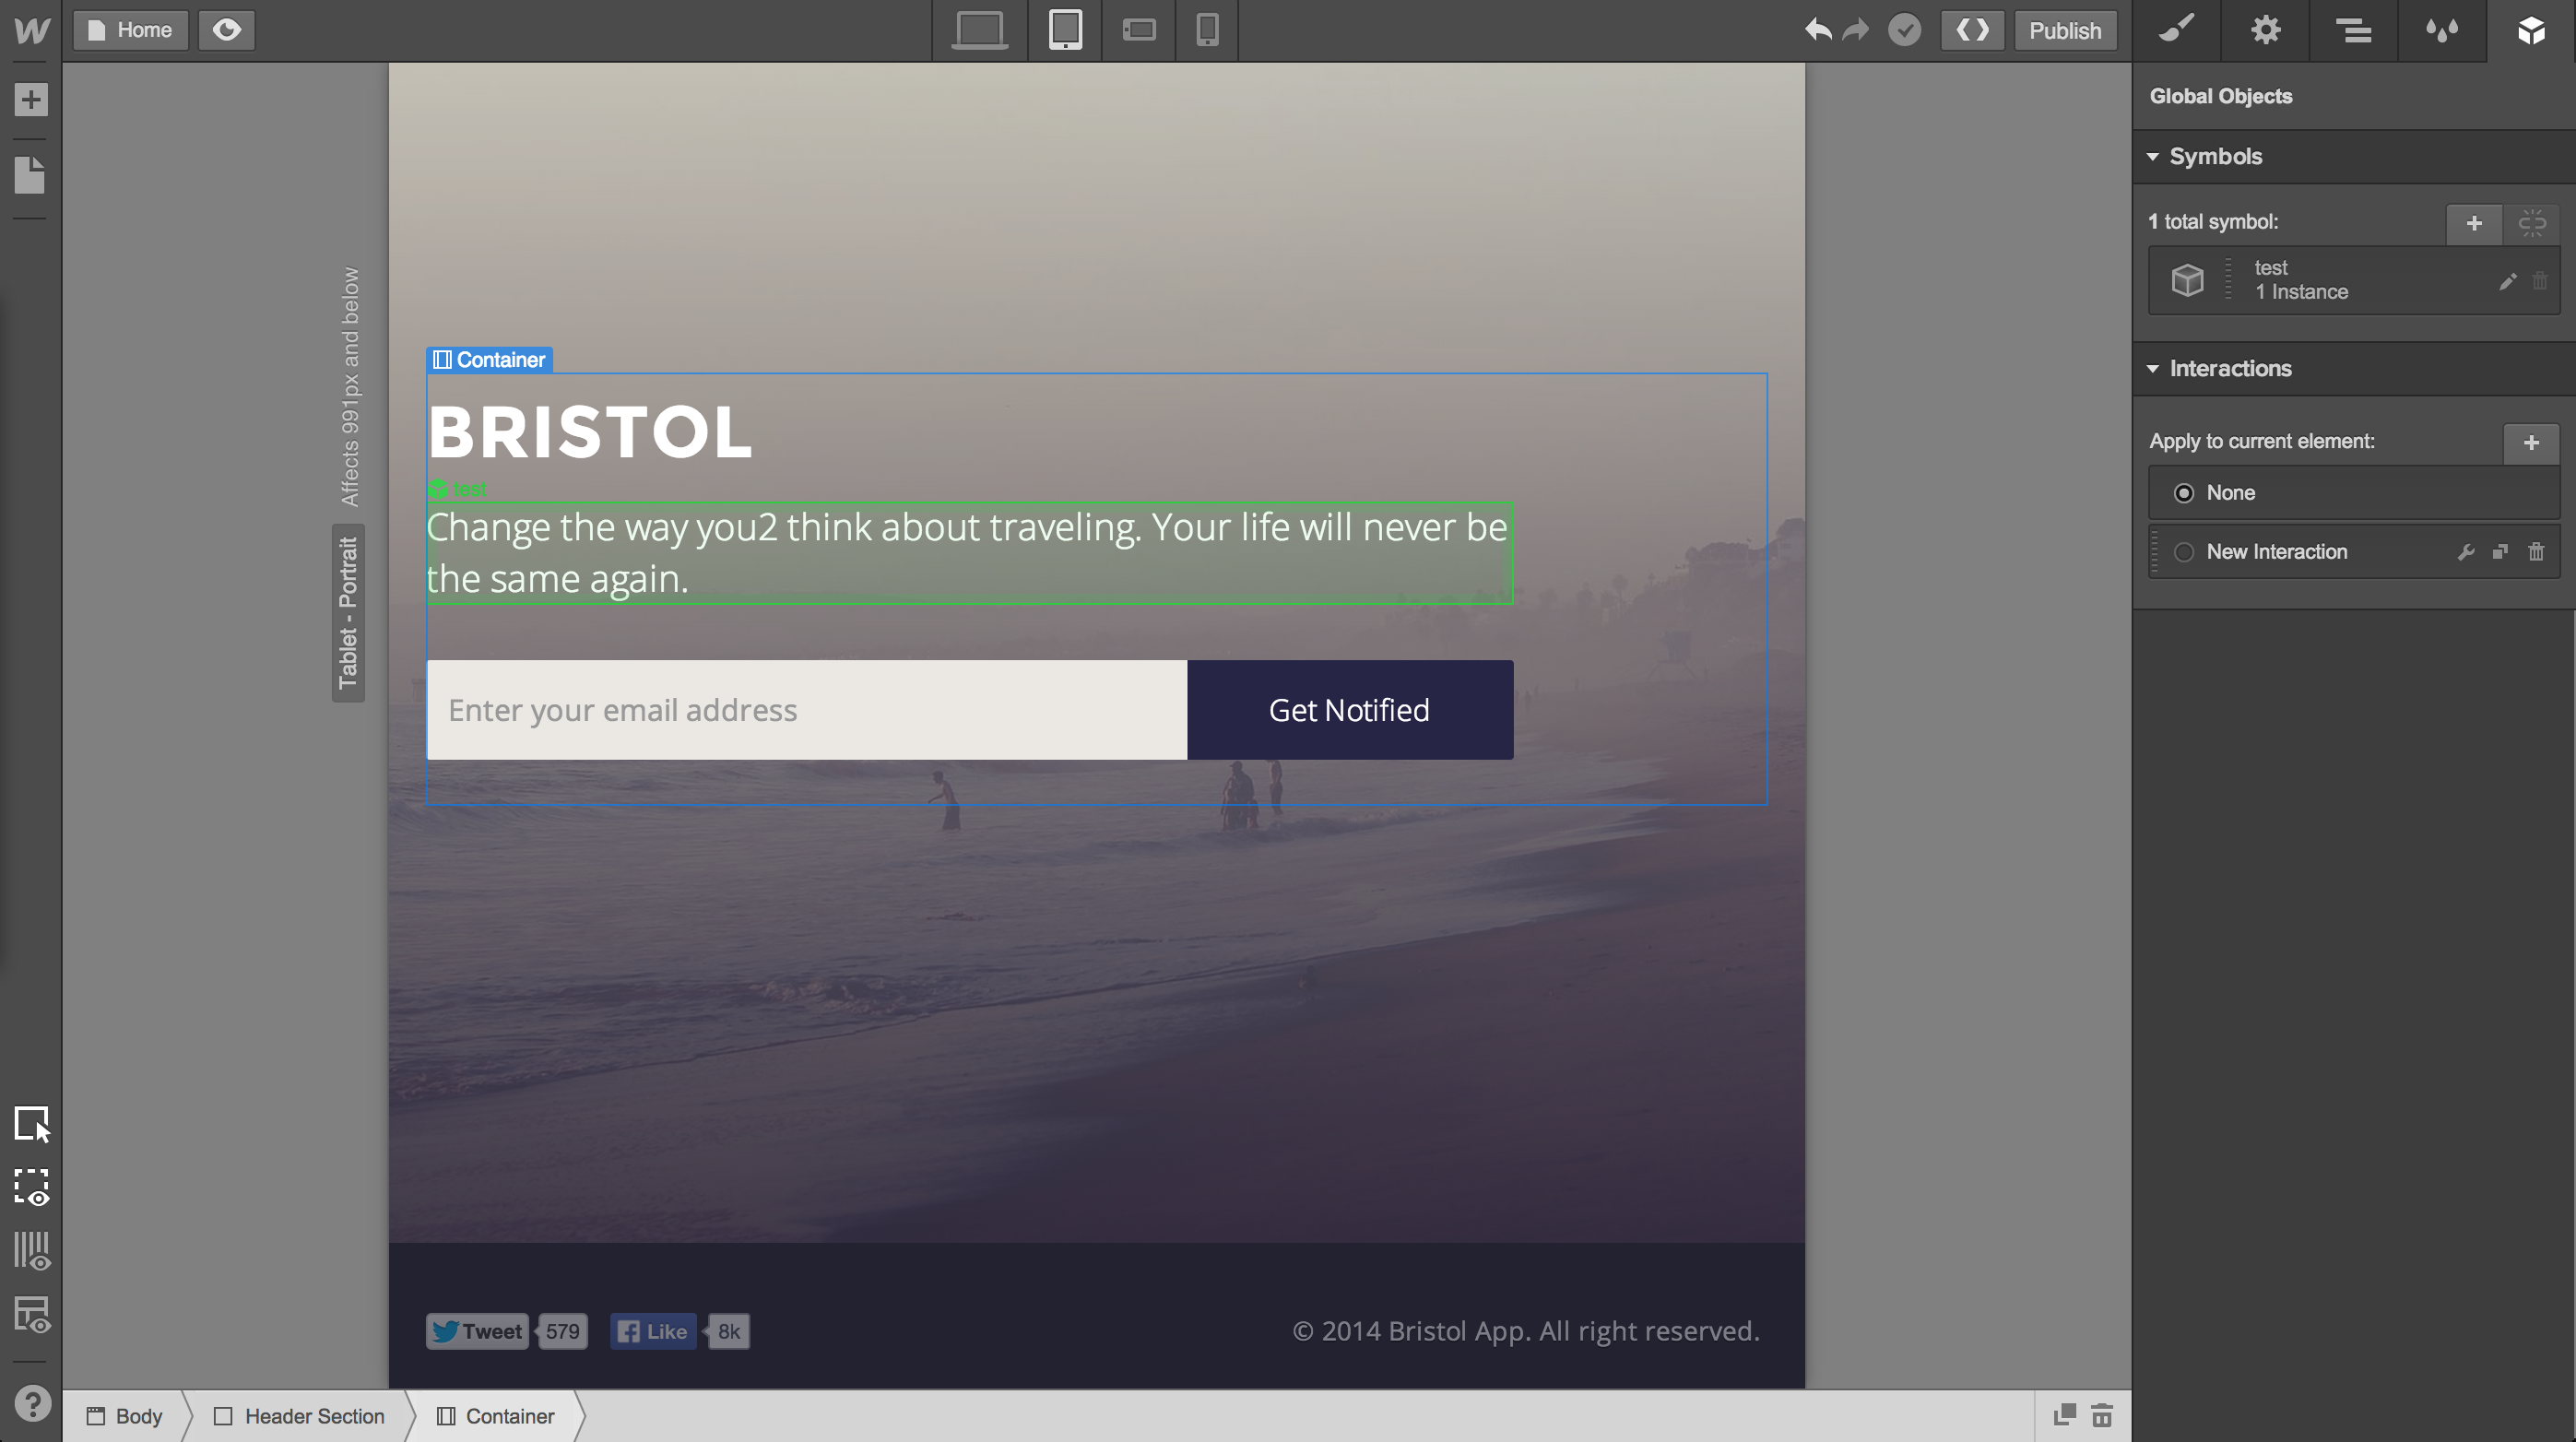 Home
Publish
Global Objects
Symbols
1 total symbol:
test
1 Instance
Interactions
Apply to current element:
None
New Interaction
Affects 991px and below
Tablet - Portrait
Container
BRISTOL
test
Change the way you2 think about traveling. Your life will never be
the same again.
Enter your email address
Get Notified
Tweet 579 Like 8k
© 2014 Bristol App. All right reserved.
Body Header Section Container